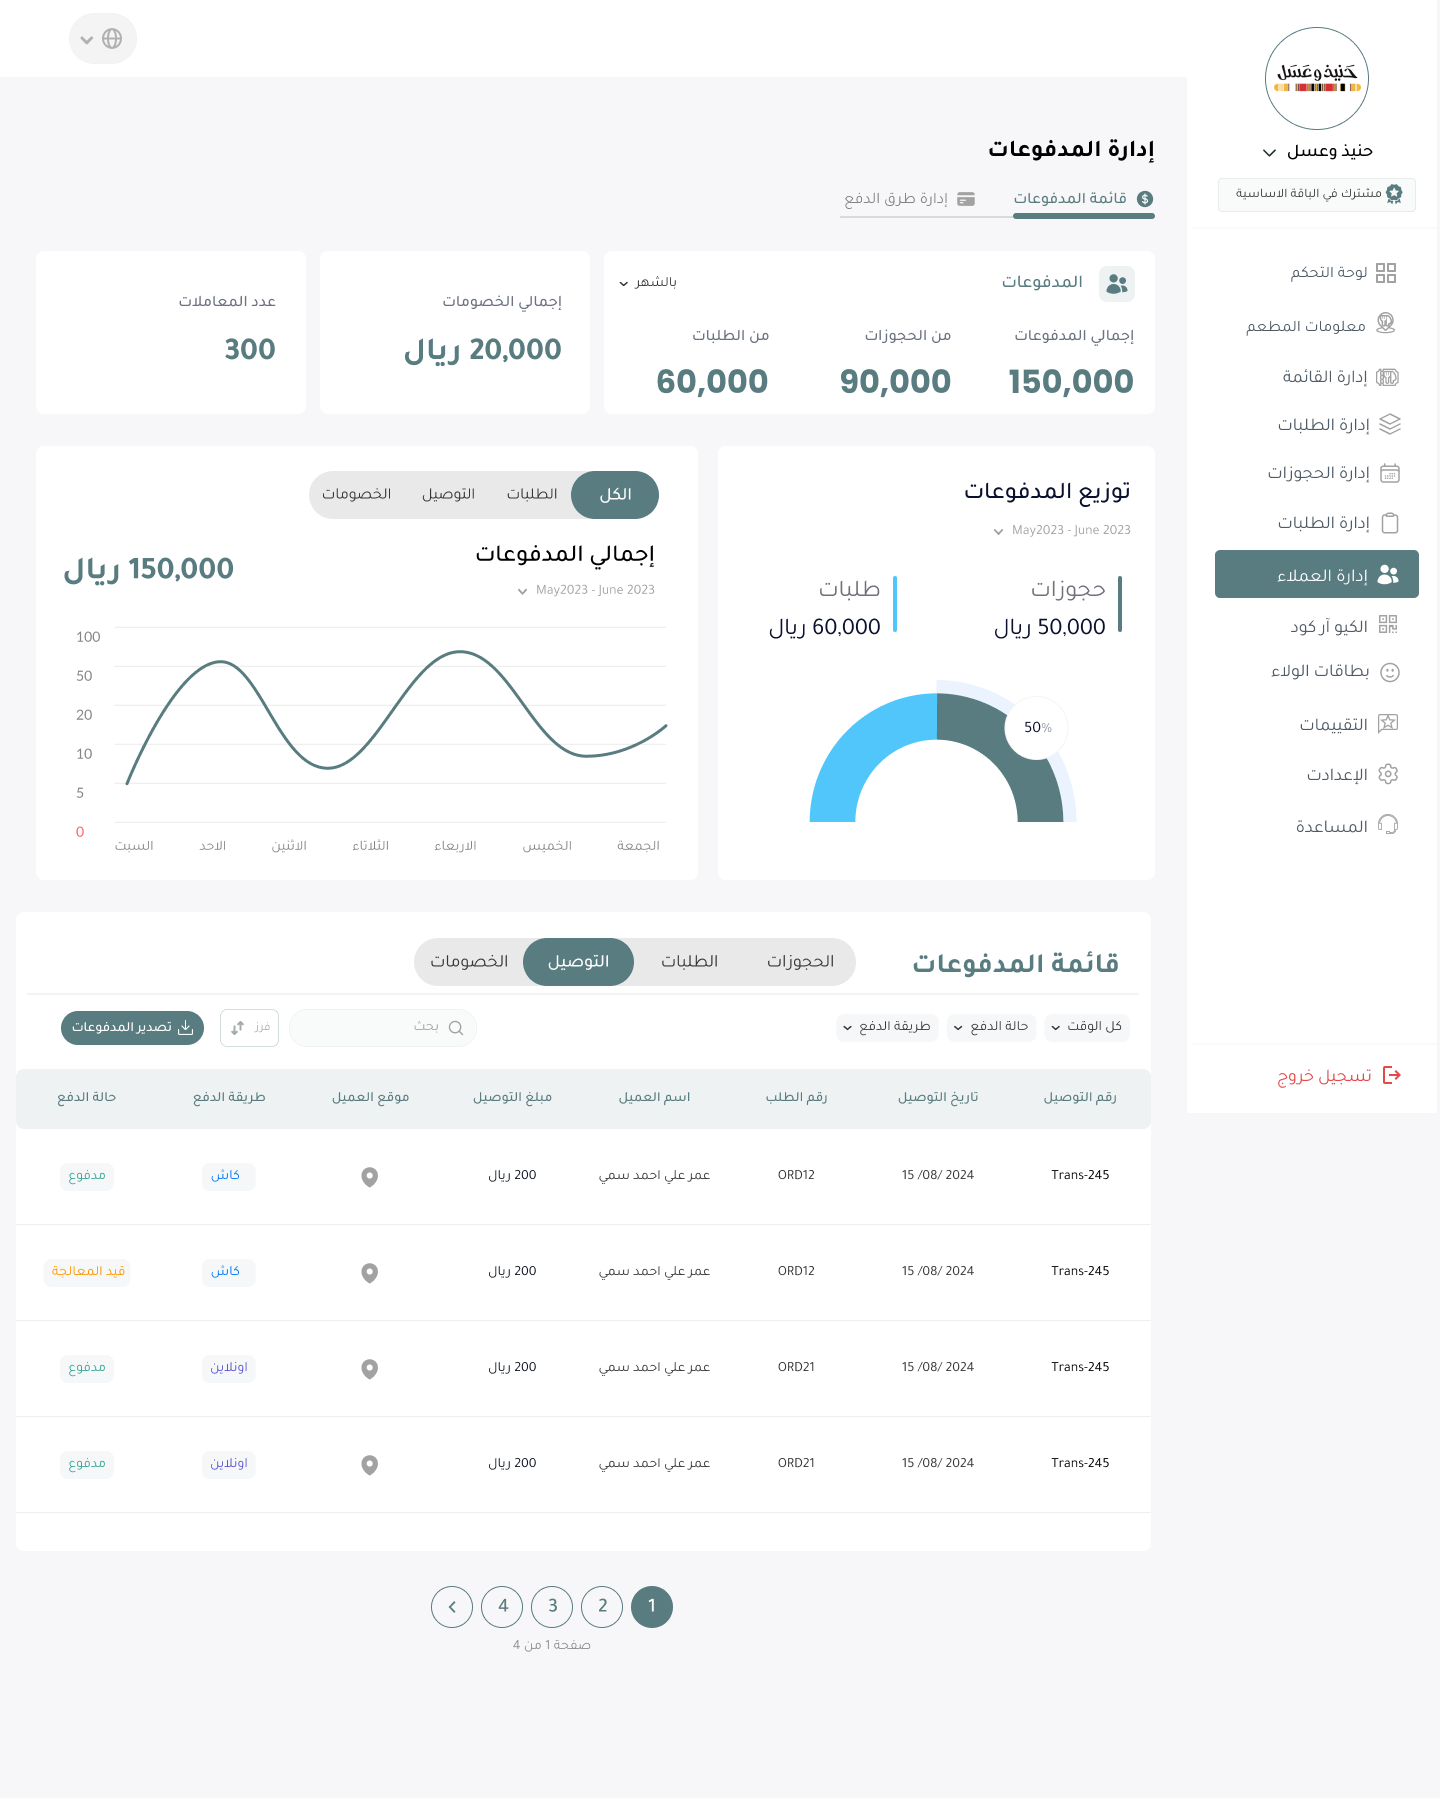 حنيذ وعسل
حنيذ وعسل
مشترك في الباقة الاساسية
لوحة التحكم
معلومات المطعم
إدارة القائمة
إدارة الطلبات
إدارة الحجوزات
إدارة الطلبات
إدارة العملاء
الكيو آر كود
بطاقات الولاء
التقييمات
الإعدادت
المساعدة
تسجيل خروج
إدارة المدفوعات
قائمة المدفوعات إدارة طرق الدفع
المدفوعات بالشهر
إجمالي المدفوعات من الحجوزات من الطلبات
150,000 90,000 60,000
إجمالي الخصومات
20,000 ريال
عدد المعاملات
300
توزيع المدفوعات
May2023 - June 2023
حجوزات طلبات
50,000 ريال 60,000 ريال
50%
الكل الطلبات التوصيل الخصومات
إجمالي المدفوعات 150,000 ريال
May2023 - June 2023
100
50
20
10
5
0
الجمعة الخميس الاربعاء الثلاثاء الاثنين الاحد السبت
قائمة المدفوعات الحجوزات الطلبات التوصيل الخصومات
كل الوقت حالة الدفع طريقة الدفع بحث فرز تصدير المدفوعات
رقم التوصيل تاريخ التوصيل رقم الطلب اسم العميل مبلغ التوصيل موقع العميل طريقة الدفع حالة الدفع
Trans-245 15 /08/ 2024 ORD12 عمر علي احمد سمي 200 ريال كاش مدفوع
Trans-245 15 /08/ 2024 ORD12 عمر علي احمد سمي 200 ريال كاش قيد المعالجة
Trans-245 15 /08/ 2024 ORD21 عمر علي احمد سمي 200 ريال اونلاين مدفوع
Trans-245 15 /08/ 2024 ORD21 عمر علي احمد سمي 200 ريال اونلاين مدفوع
1 2 3 4
صفحة 1 من 4